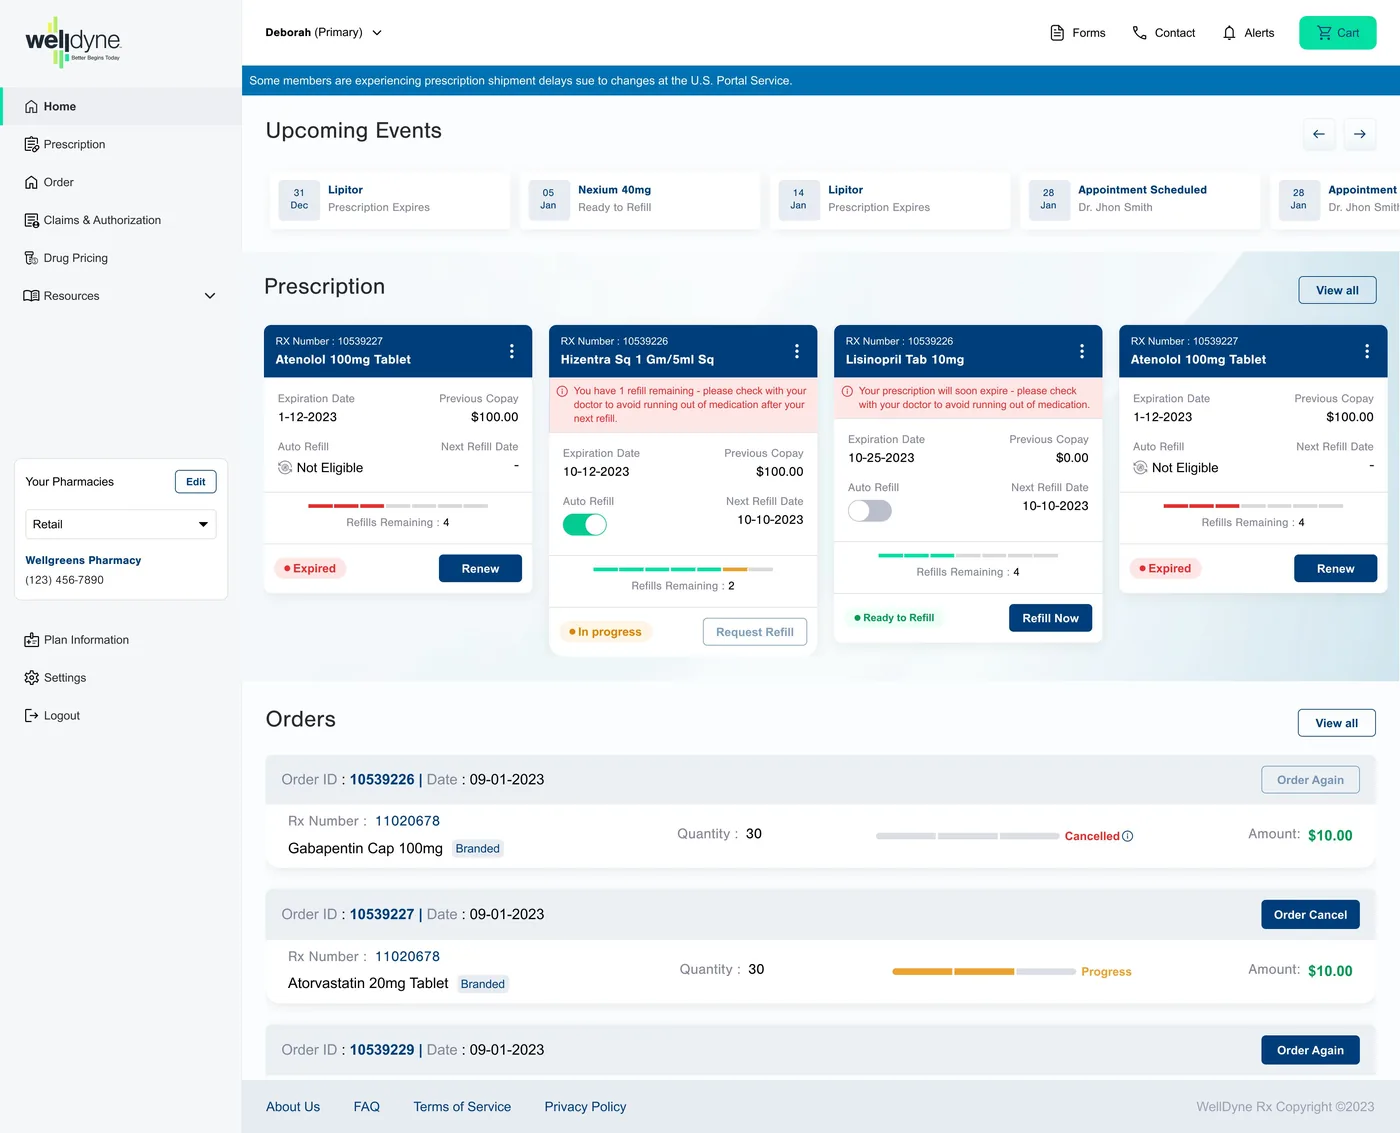 welldyne.
Better Begins Today
Home
Prescription
Order
Claims & Authorization
Drug Pricing
Resources
Your Pharmacies
Edit
Retail
Wellgreens Pharmacy
(123) 456-7890
Plan Information
Settings
Logout
Deborah (Primary)
Forms
Contact
Alerts
Cart
Some members are experiencing prescription shipment delays sue to changes at the U.S. Portal Service.
Upcoming Events
31
Dec
Lipitor
Prescription Expires
05
Jan
Nexium 40mg
Ready to Refill
14
Jan
Lipitor
Prescription Expires
28
Jan
Appointment Scheduled
Dr. Jhon Smith
28
Jan
Appointment
Dr. Jhon Smith
Prescription
View all
RX Number : 10539227
Atenolol 100mg Tablet
Expiration Date
Previous Copay
1-12-2023
$100.00
Auto Refill
Next Refill Date
Not Eligible
-
Refills Remaining : 4
Expired
Renew
RX Number : 10539226
Hizentra Sq 1 Gm/5ml Sq
You have 1 refill remaining - please check with your
doctor to avoid running out of medication after your
next refill.
Expiration Date
Previous Copay
10-12-2023
$100.00
Auto Refill
Next Refill Date
10-10-2023
Refills Remaining : 2
In progress
Request Refill
RX Number : 10539226
Lisinopril Tab 10mg
Your prescription will soon expire - please check
with your doctor to avoid running out of medication.
Expiration Date
Previous Copay
10-25-2023
$0.00
Auto Refill
Next Refill Date
10-10-2023
Refills Remaining : 4
Ready to Refill
Refill Now
RX Number : 10539227
Atenolol 100mg Tablet
Expiration Date
Previous Copay
1-12-2023
$100.00
Auto Refill
Next Refill Date
Not Eligible
-
Refills Remaining : 4
Expired
Renew
Orders
View all
Order ID : 10539226 | Date : 09-01-2023
Order Again
Rx Number : 11020678
Gabapentin Cap 100mg Branded
Quantity : 30
Cancelled
Amount: $10.00
Order ID : 10539227 | Date : 09-01-2023
Order Cancel
Rx Number : 11020678
Atorvastatin 20mg Tablet Branded
Quantity : 30
Progress
Amount: $10.00
Order ID : 10539229 | Date : 09-01-2023
Order Again
About Us
FAQ
Terms of Service
Privacy Policy
WellDyne Rx Copyright ©2023